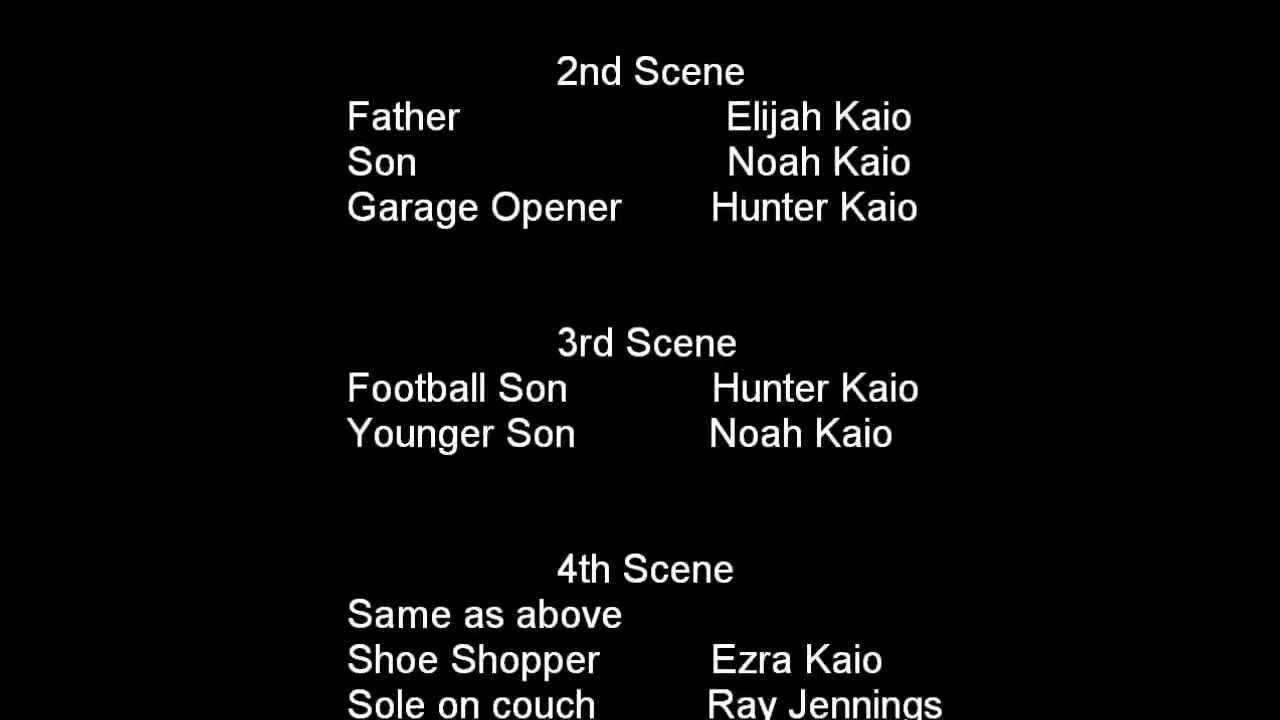 2nd Scene
Father Elijah Kaio
Son Noah Kaio
Garage Opener Hunter Kaio
3rd Scene
Football Son Hunter Kaio
Younger Son Noah Kaio
4th Scene
Same as above
Shoe Shopper Ezra Kaio
Sole on couch Ray Jennings